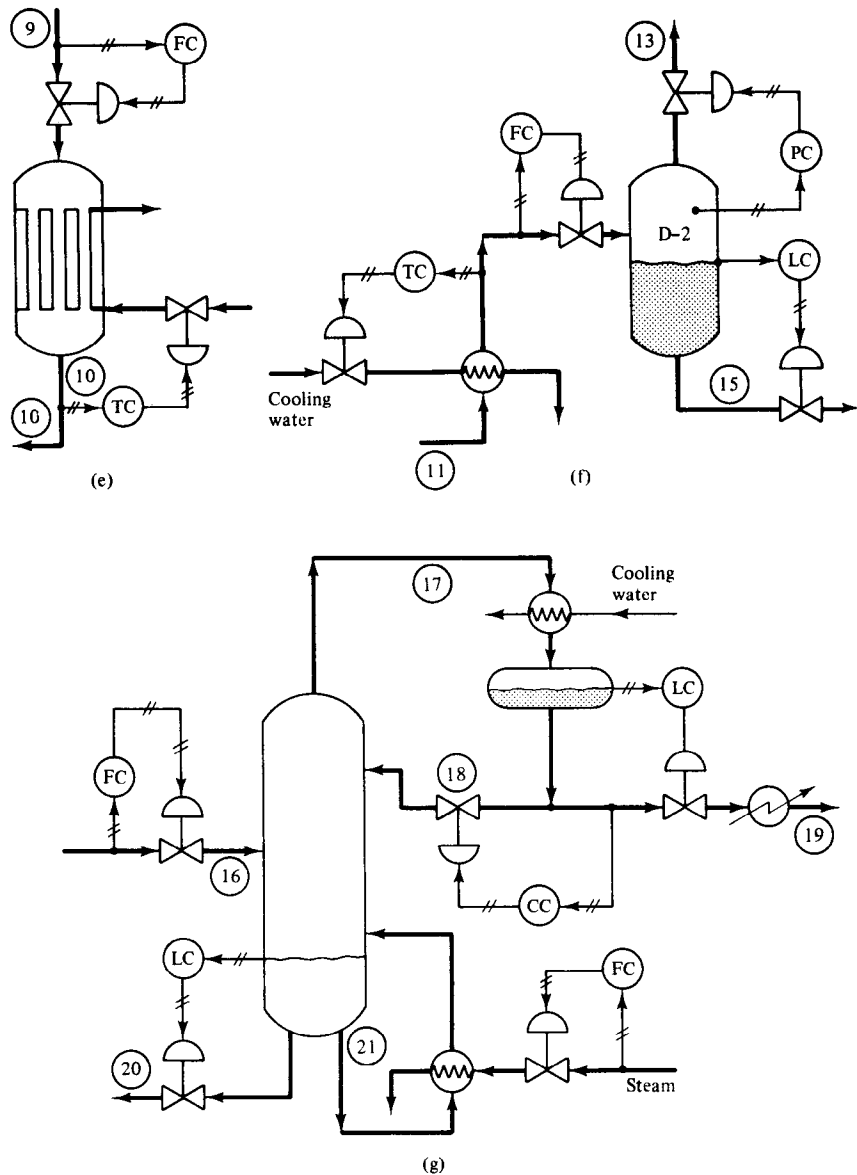 9
FC
10
10
TC
(e)
13
FC
PC
D-2
TC
LC
Cooling
water
15
11
(f)
17
Cooling
water
LC
FC
18
16
19
CC
LC
FC
21
20
Steam
(g)